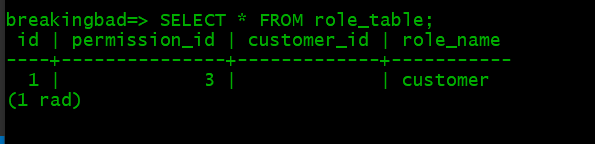 breakingbad=> SELECT * FROM role_table;
 id | permission_id | customer_id | role_name
----+---------------+-------------+-----------
  1 |             3 |             | customer
(1 rad)